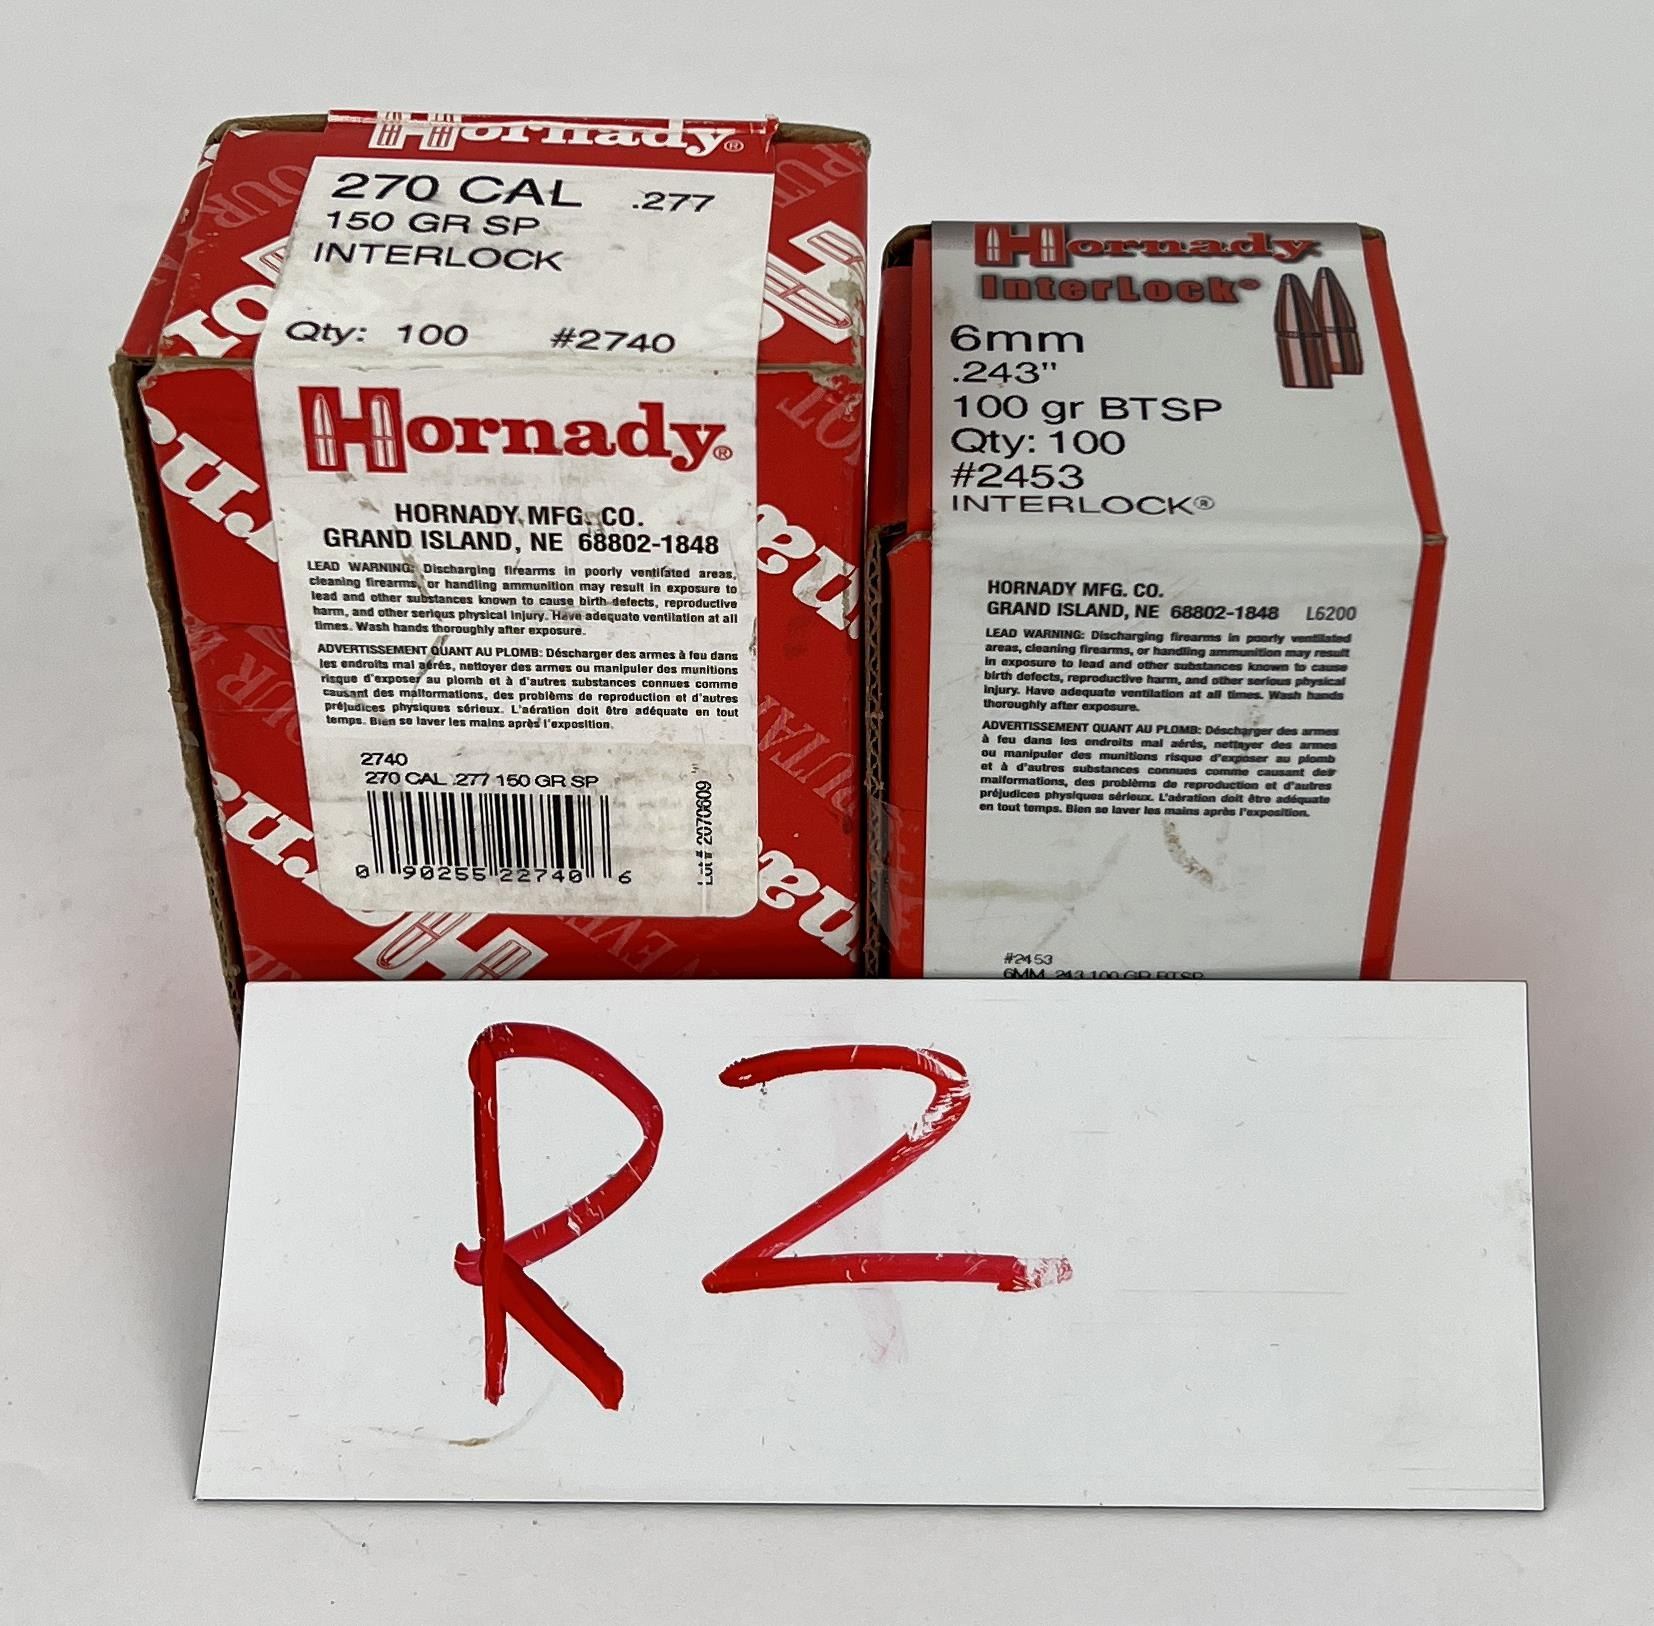 Hornady®
270 CAL .277
150 GR SP
INTERLOCK
Qty: 100 #2740
Hornady®
HORNADY MFG. CO.
GRAND ISLAND, NE 68802-1848
LEAD WARNING: Discharging firearms in poorly ventilated areas,
cleaning firearms, or handling ammunition may result in exposure to
lead and other substances known to cause birth defects, reproductive
harm, and other serious physical injury. Have adequate ventilation at all
times. Wash hands thoroughly after exposure.
ADVERTISSEMENT QUANT AU PLOMB: Déscharger des armes à feu dans
les endroits mal aérés, nettoyer des armes ou manipuler des munitions
risque d'exposer au plomb et à d'autres substances connues comme
causant des malformations, des problèms de reproduction et d'autres
préjudices physiques sérieux. L'aération doit être adéquate en tout
temps. Bien se laver les mains après l'exposition.
2740
270 CAL .277 150 GR SP
0 90255 22740 6
Lot# 2070609
Hornady
InterLock®
6mm
.243"
100 gr BTSP
Qty: 100
#2453
INTERLOCK®
HORNADY MFG. CO.
GRAND ISLAND, NE 68802-1848 L6200
LEAD WARNING: Discharging firearms in poorly ventilated
areas, cleaning firearms, or handling ammunition may result
in exposure to lead and other substances known to cause
birth defects, reproductive harm, and other serious physical
injury. Have adequate ventilation at all times. Wash hands
thoroughly after exposure.
ADVERTISSEMENT QUANT AU PLOMB: Déscharger des armes
à feu dans les endroits mal aérés, nettoyer des armes
ou manipuler des munitions risque d'exposer au plomb
et à d'autres substances connues comme causant des
malformations, des problèms de reproduction et d'autres
préjudices physiques sérieux. L'aération doit être adéquate
en tout temps. Bien se laver les mains après l'exposition.
#2453
6MM .243 100 GR BTSP
R2